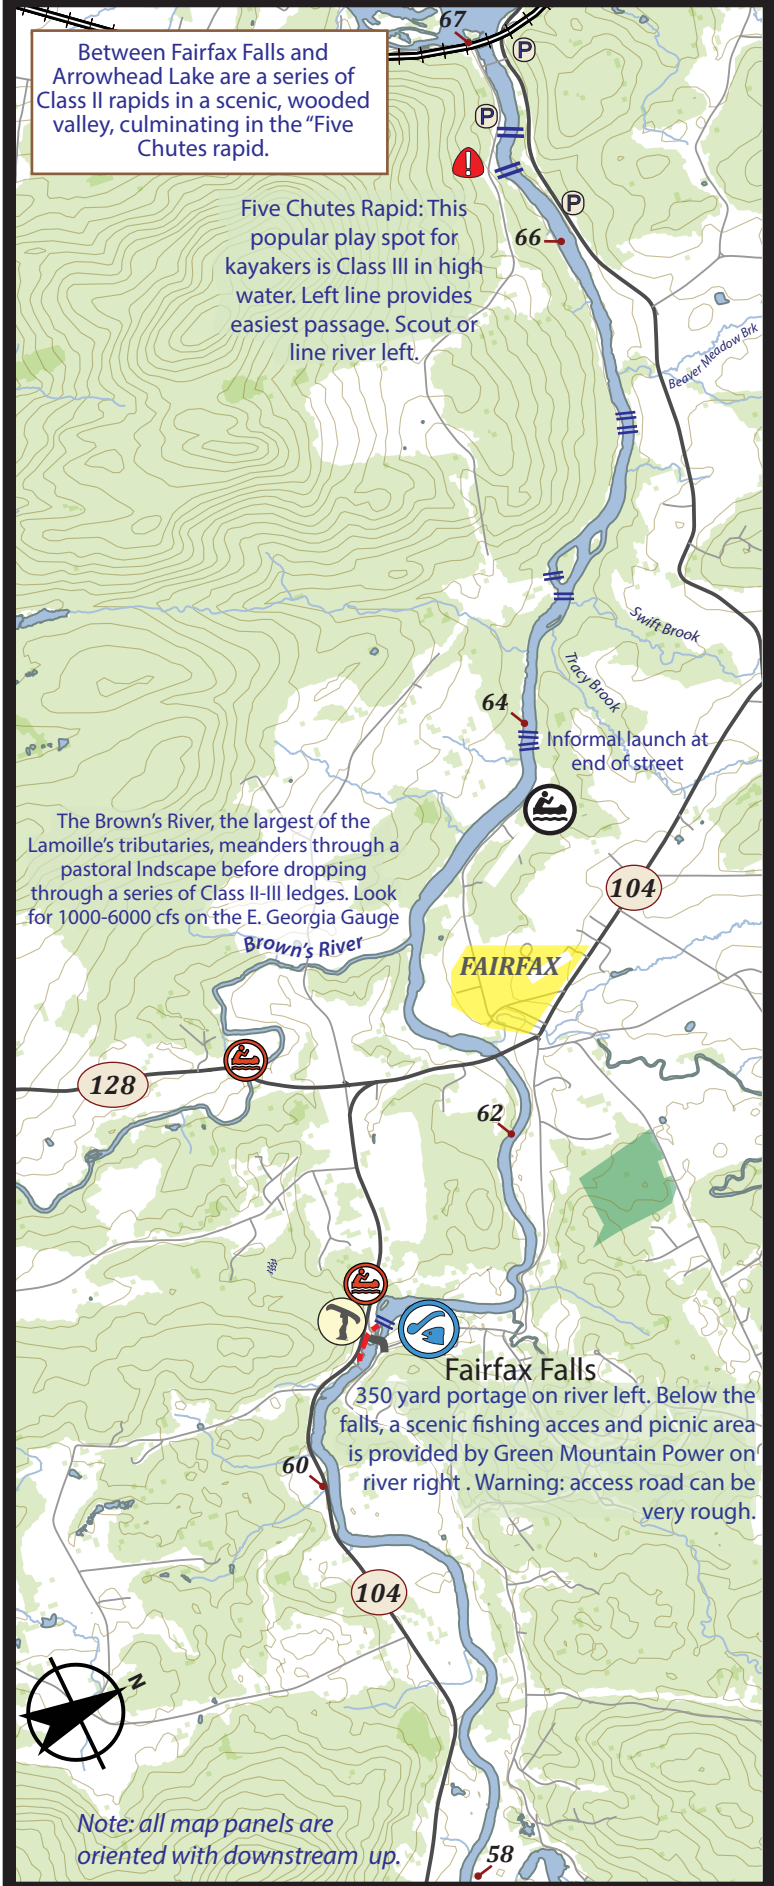 67
P
Between Fairfax Falls and
Arrowhead Lake are a series of
Class II rapids in a scenic, wooded
valley, culminating in the “Five
Chutes rapid.
P
!
P
Five Chutes Rapid: This
popular play spot for
kayakers is Class III in high
water. Left line provides
easiest passage. Scout or
line river left.
66
Beaver Meadow Brk
Swift Brook
Tracy Brook
64
Informal launch at
end of street
The Brown's River, the largest of the
Lamoille's tributaries, meanders through a
pastoral lndscape before dropping
through a series of Class II-III ledges. Look
for 1000-6000 cfs on the E. Georgia Gauge
104
Brown's River
FAIRFAX
128
62
Fairfax Falls
350 yard portage on river left. Below the
falls, a scenic fishing acces and picnic area
is provided by Green Mountain Power on
river right . Warning: access road can be
very rough.
60
104
N
Note: all map panels are
oriented with downstream up.
58